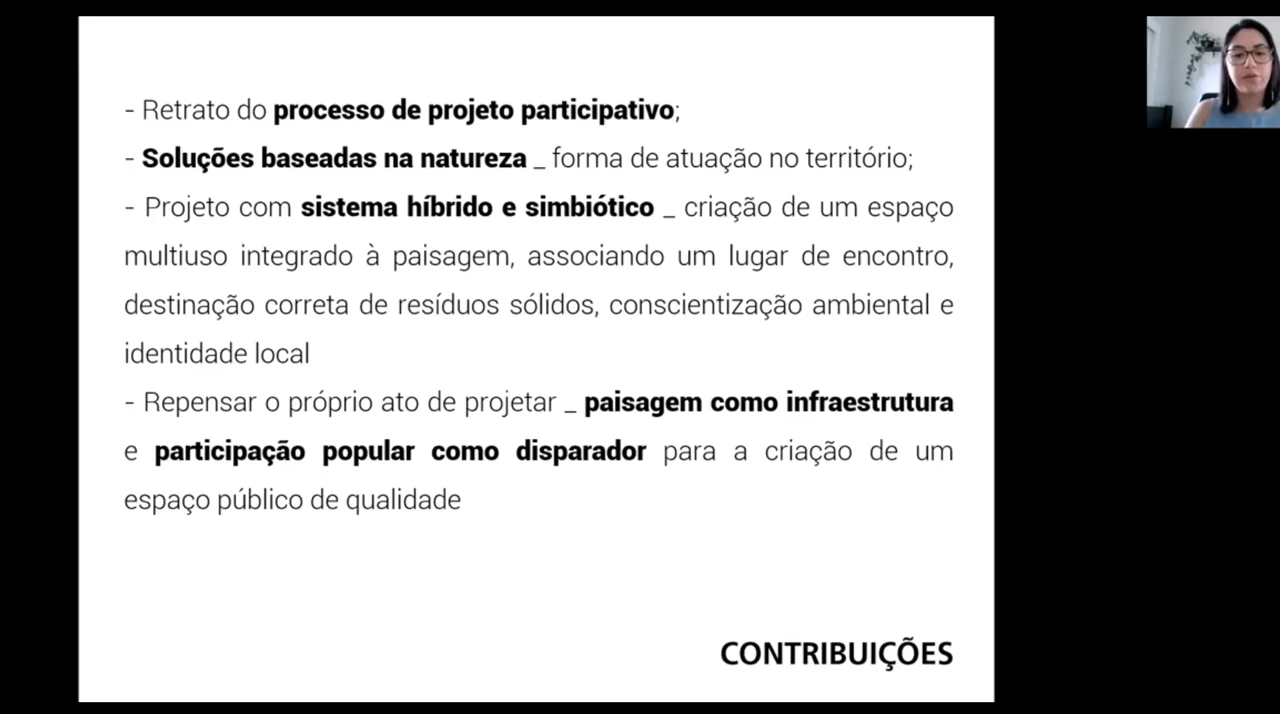 - Retrato do processo de projeto participativo;
- Soluções baseadas na natureza _ forma de atuação no território;
- Projeto com sistema híbrido e simbiótico _ criação de um espaço
multiuso integrado à paisagem, associando um lugar de encontro,
destinação correta de resíduos sólidos, conscientização ambiental e
identidade local
- Repensar o próprio ato de projetar _ paisagem como infraestrutura
e participação popular como disparador para a criação de um
espaço público de qualidade
CONTRIBUIÇÕES